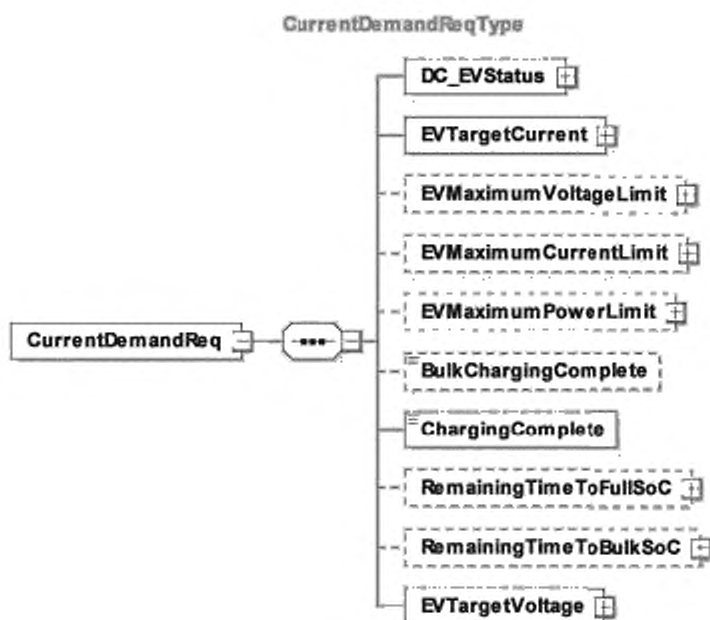 CurrentDemandReqType
DC_EVStatus
EVTargetCurrent
EVMaximumVoltageLimit
EVMaximumCurrentLimit
EVMaximumPowerLimit
CurrentDemandReq
BulkChargingComplete
ChargingComplete
RemainingTimeToFullSoC
RemainingTimeToBulkSoC
EVTargetVoltage